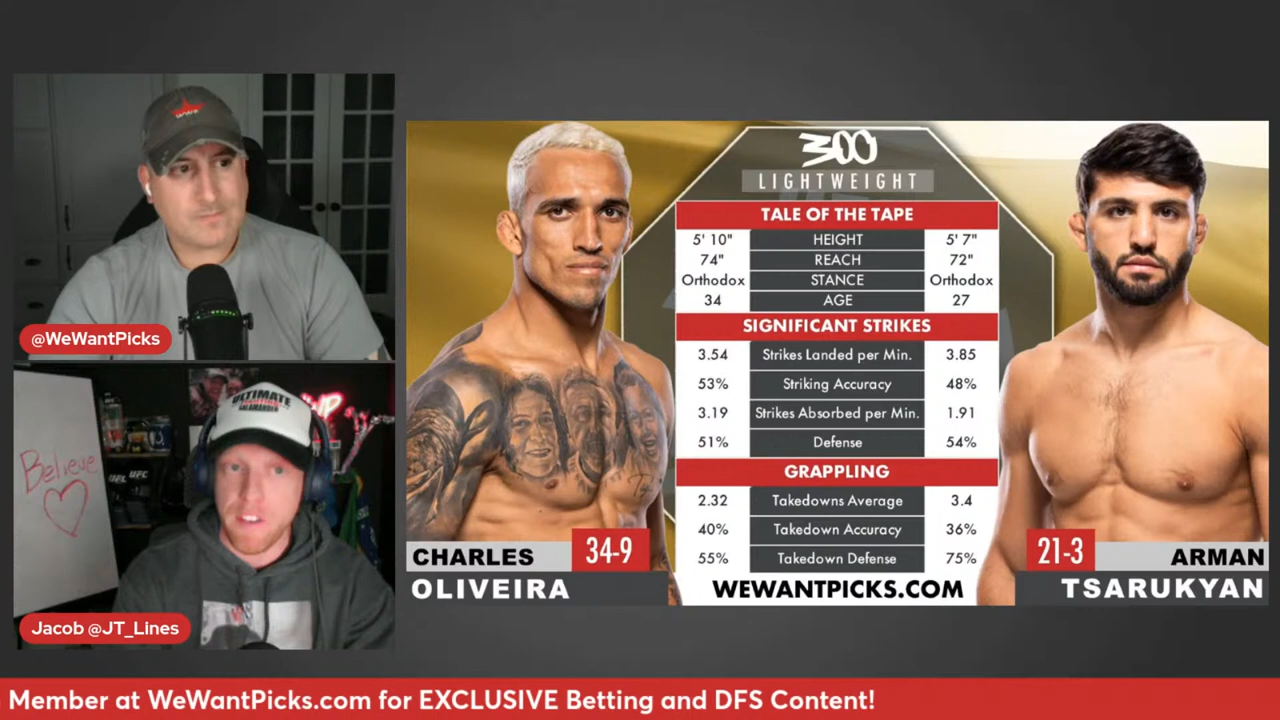 @WeWantPicks
Believe
UFL UFC
ULTIMATE
SALAMANDER
Jacob @JT_Lines
300
LIGHTWEIGHT
TALE OF THE TAPE
5' 10" HEIGHT 5' 7"
74" REACH 72"
Orthodox STANCE Orthodox
34 AGE 27
SIGNIFICANT STRIKES
3.54 Strikes Landed per Min. 3.85
53% Striking Accuracy 48%
3.19 Strikes Absorbed per Min. 1.91
51% Defense 54%
GRAPPLING
2.32 Takedowns Average 3.4
40% Takedown Accuracy 36%
55% Takedown Defense 75%
CHARLES 34-9
OLIVEIRA
WEWANTPICKS.COM
21-3 ARMAN
TSARUKYAN
Member at WeWantPicks.com for EXCLUSIVE Betting and DFS Content!